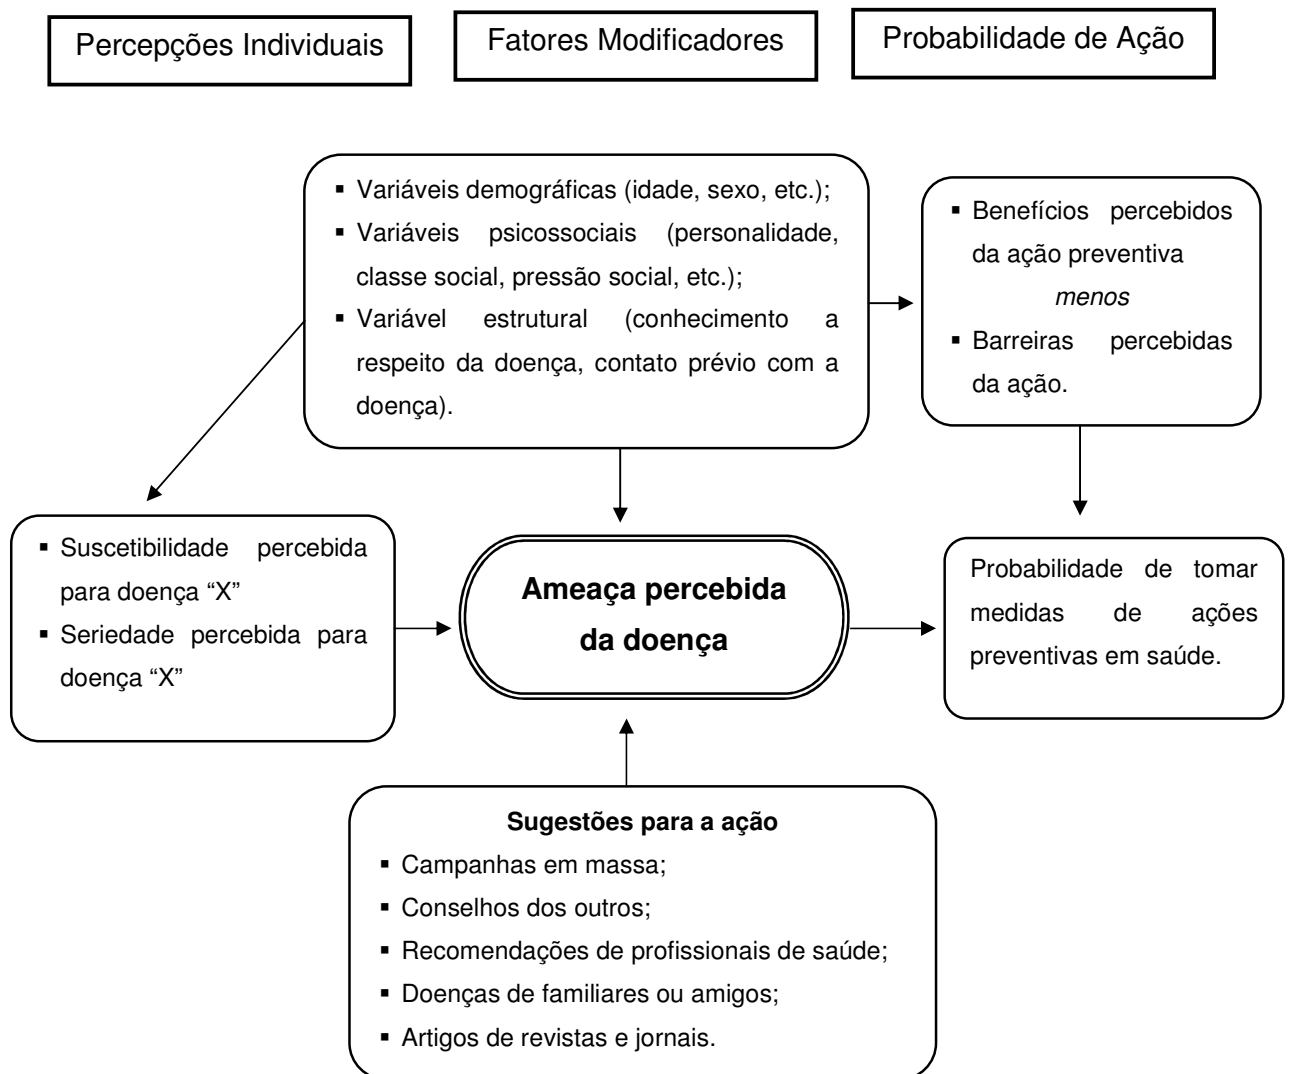 Percepções Individuais
Fatores Modificadores
Probabilidade de Ação
▪ Variáveis demográficas (idade, sexo, etc.);
▪ Variáveis psicossociais (personalidade,
classe social, pressão social, etc.);
▪ Variável estrutural (conhecimento a
respeito da doença, contato prévio com a
doença).
▪ Benefícios percebidos
da ação preventiva
menos
▪ Barreiras percebidas
da ação.
▪ Suscetibilidade percebida
para doença “X”
▪ Seriedade percebida para
doença “X”
Ameaça percebida
da doença
Probabilidade de tomar
medidas de ações
preventivas em saúde.
Sugestões para a ação
▪ Campanhas em massa;
▪ Conselhos dos outros;
▪ Recomendações de profissionais de saúde;
▪ Doenças de familiares ou amigos;
▪ Artigos de revistas e jornais.